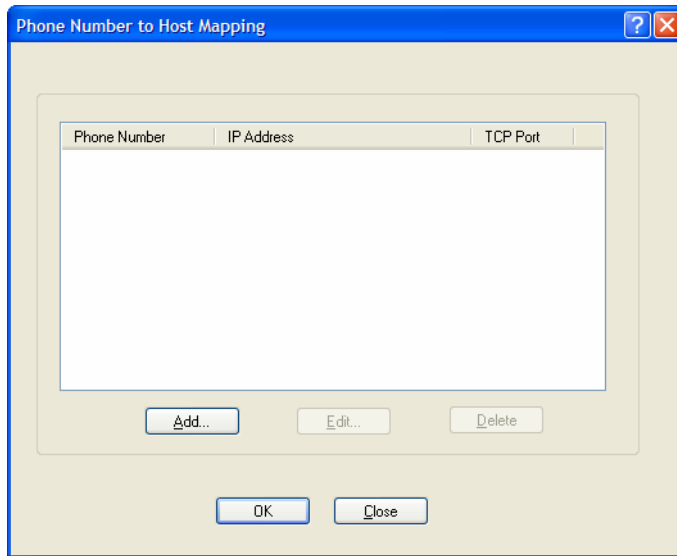 Phone Number to Host Mapping
Phone Number IP Address TCP Port
Add... Edit... Delete
OK Close